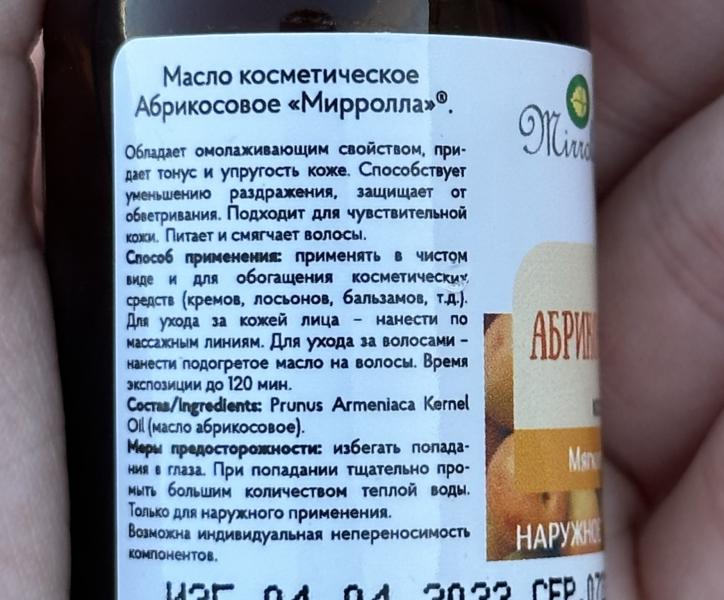 Масло косметическое
Абрикосовое «Мирролла»®.
Обладает омолаживающим свойством, при-
дает тонус и упругость коже. Способствует
уменьшению раздражения, защищает от
обветривания. Подходит для чувствительной
кожи. Питает и смягчает волосы.
Способ применения: применять в чистом
виде и для обогащения косметических
средств (кремов, лосьонов, бальзамов, т.д.).
Для ухода за кожей лица – нанести по
массажным линиям. Для ухода за волосами –
нанести подогретое масло на волосы. Время
экспозиции до 120 мин.
Состав/Ingredients: Prunus Armeniaca Kernel
Oil (масло абрикосовое).
Меры предосторожности: избегать попада-
ния в глаза. При попадании тщательно про-
мыть большим количеством теплой воды.
Только для наружного применения.
Возможна индивидуальная непереносимость
компонентов.